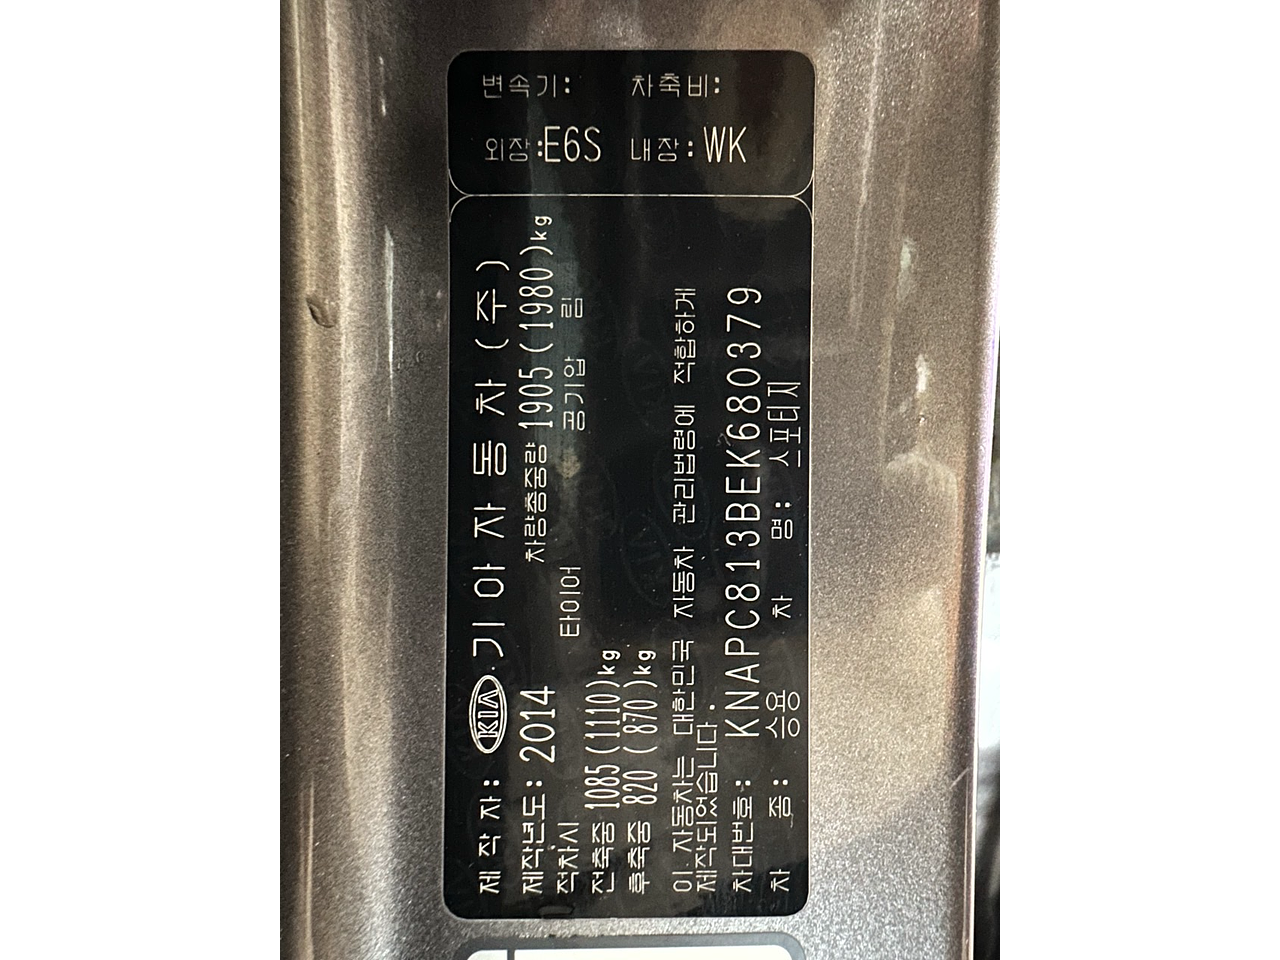 변속기: 차축비:
외장:E6S 내장:WK
제 작 자: KIA 기 아 자 동 차 ( 주 )
제작년도: 2014 차량총중량 1905 (1980)kg
적차시 타이어 공기압 림
전축중 1085 (1110)kg
후축중 820 ( 870 )kg
이 자동차는 대한민국 자동차 관리법령에 적합하게
제작되었습니다.
차대번호: KNAPC813BEK680379
차 종: 승용 차 명: 스포티지